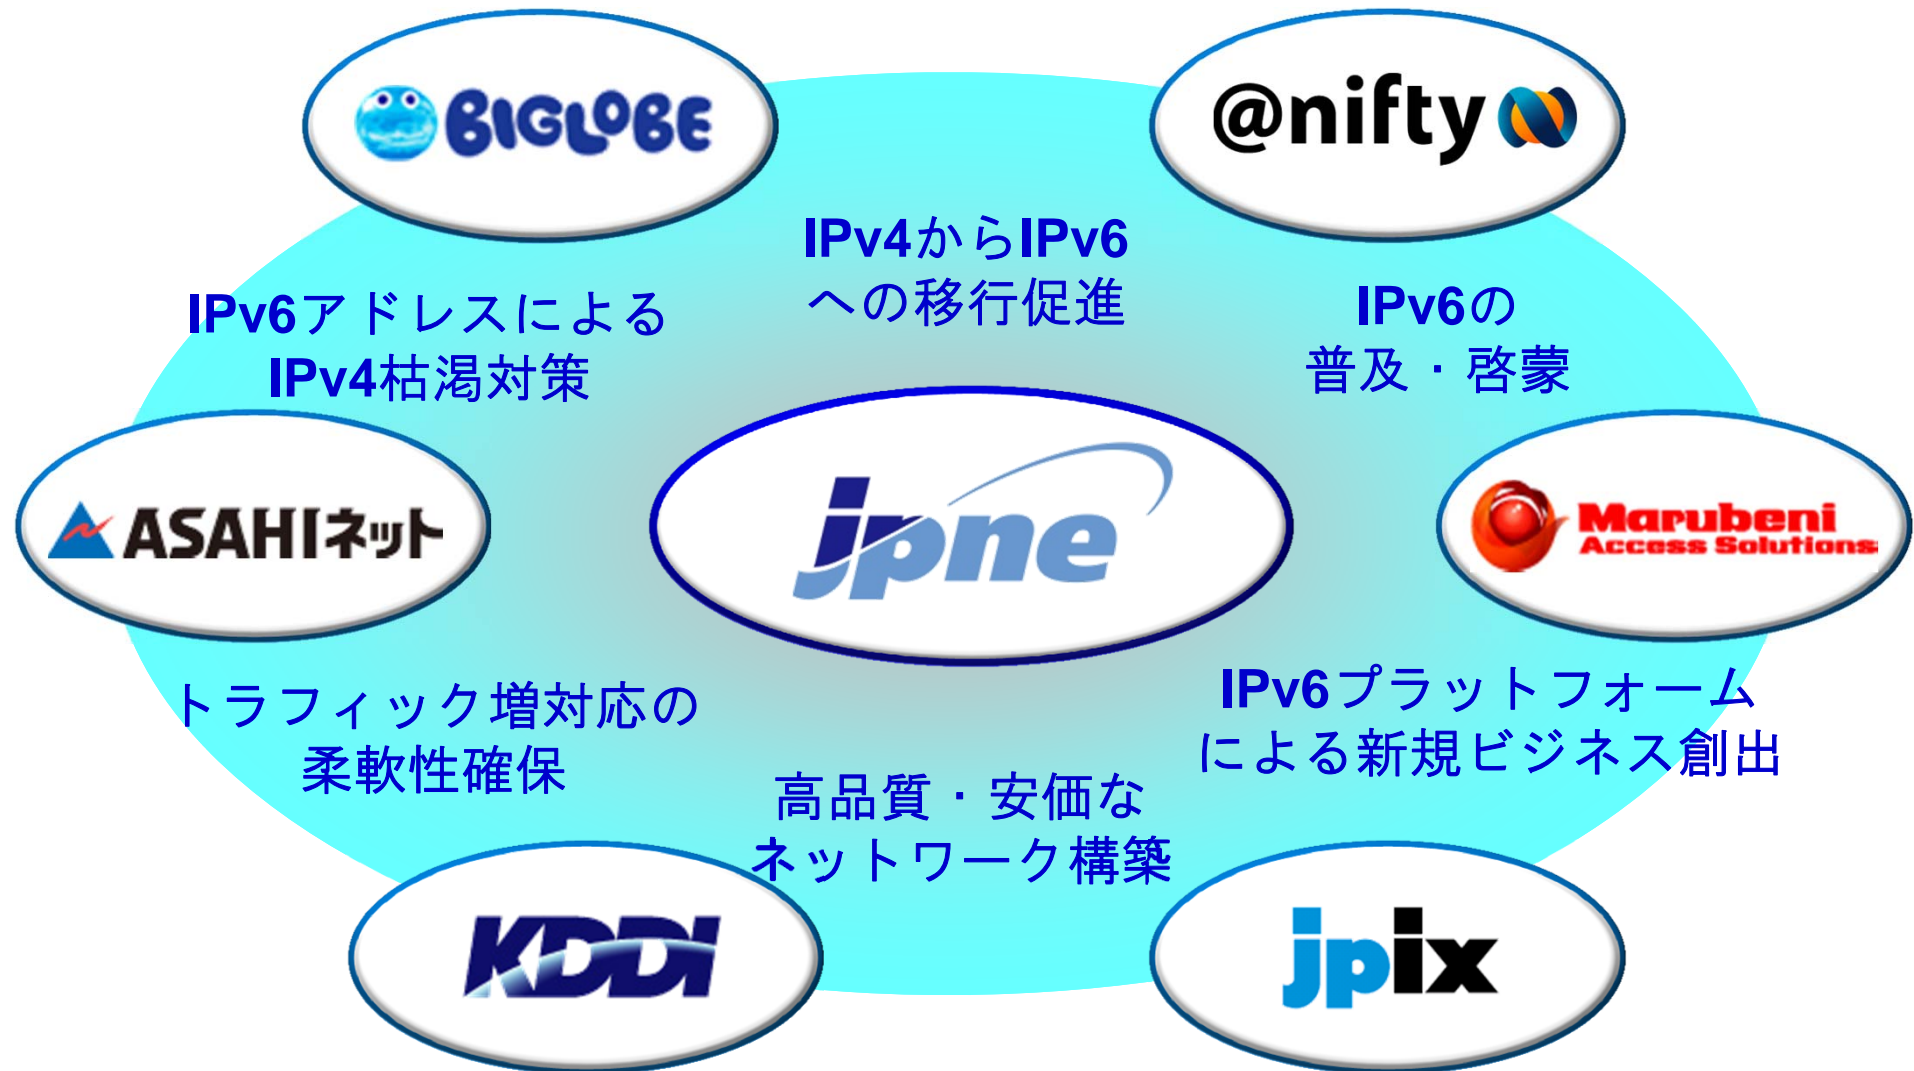 BIGLOBE
@nifty
IPv4からIPv6
への移行促進
IPv6アドレスによる
IPv4枯渇対策
IPv6の
普及・啓蒙
ASAHIネット
jpne
Marubeni
Access Solutions
トラフィック増対応の
柔軟性確保
IPv6プラットフォーム
による新規ビジネス創出
高品質・安価な
ネットワーク構築
KDDI
jpix